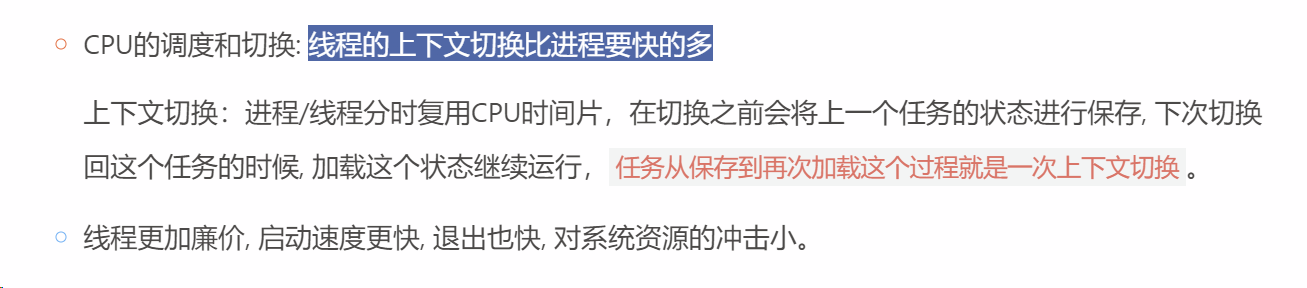 CPU的调度和切换: 线程的上下文切换比进程要快的多
上下文切换：进程/线程分时复用CPU时间片，在切换之前会将上一个任务的状态进行保存, 下次切换
回这个任务的时候, 加载这个状态继续运行，任务从保存到再次加载这个过程就是一次上下文切换。
线程更加廉价, 启动速度更快, 退出也快, 对系统资源的冲击小。